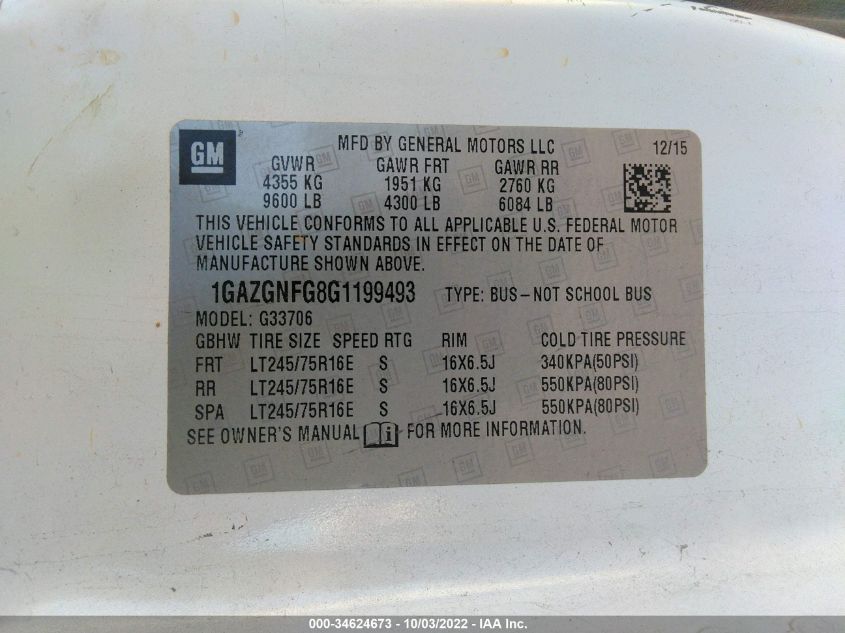 GM MFD BY GENERAL MOTORS LLC 12/15
GVWR GAWR FRT GAWR RR
4355 KG 1951 KG 2760 KG
9600 LB 4300 LB 6084 LB
THIS VEHICLE CONFORMS TO ALL APPLICABLE U.S. FEDERAL MOTOR
VEHICLE SAFETY STANDARDS IN EFFECT ON THE DATE OF
MANUFACTURE SHOWN ABOVE.
1GAZGNFG8G1199493 TYPE: BUS-NOT SCHOOL BUS
MODEL: G33706
GBHW TIRE SIZE SPEED RTG RIM COLD TIRE PRESSURE
FRT LT245/75R16E S 16X6.5J 340KPA(50PSI)
RR LT245/75R16E S 16X6.5J 550KPA(80PSI)
SPA LT245/75R16E S 16X6.5J 550KPA(80PSI)
SEE OWNER'S MANUAL i FOR MORE INFORMATION.
000-34624673 - 10/03/2022 - IAA Inc.